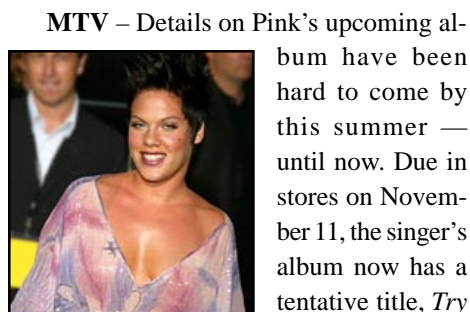 MTV – Details on Pink’s upcoming al-
bum have been
hard to come by
this summer —
until now. Due in
stores on Novem-
ber 11, the singer’s
album now has a
tentative title, Try